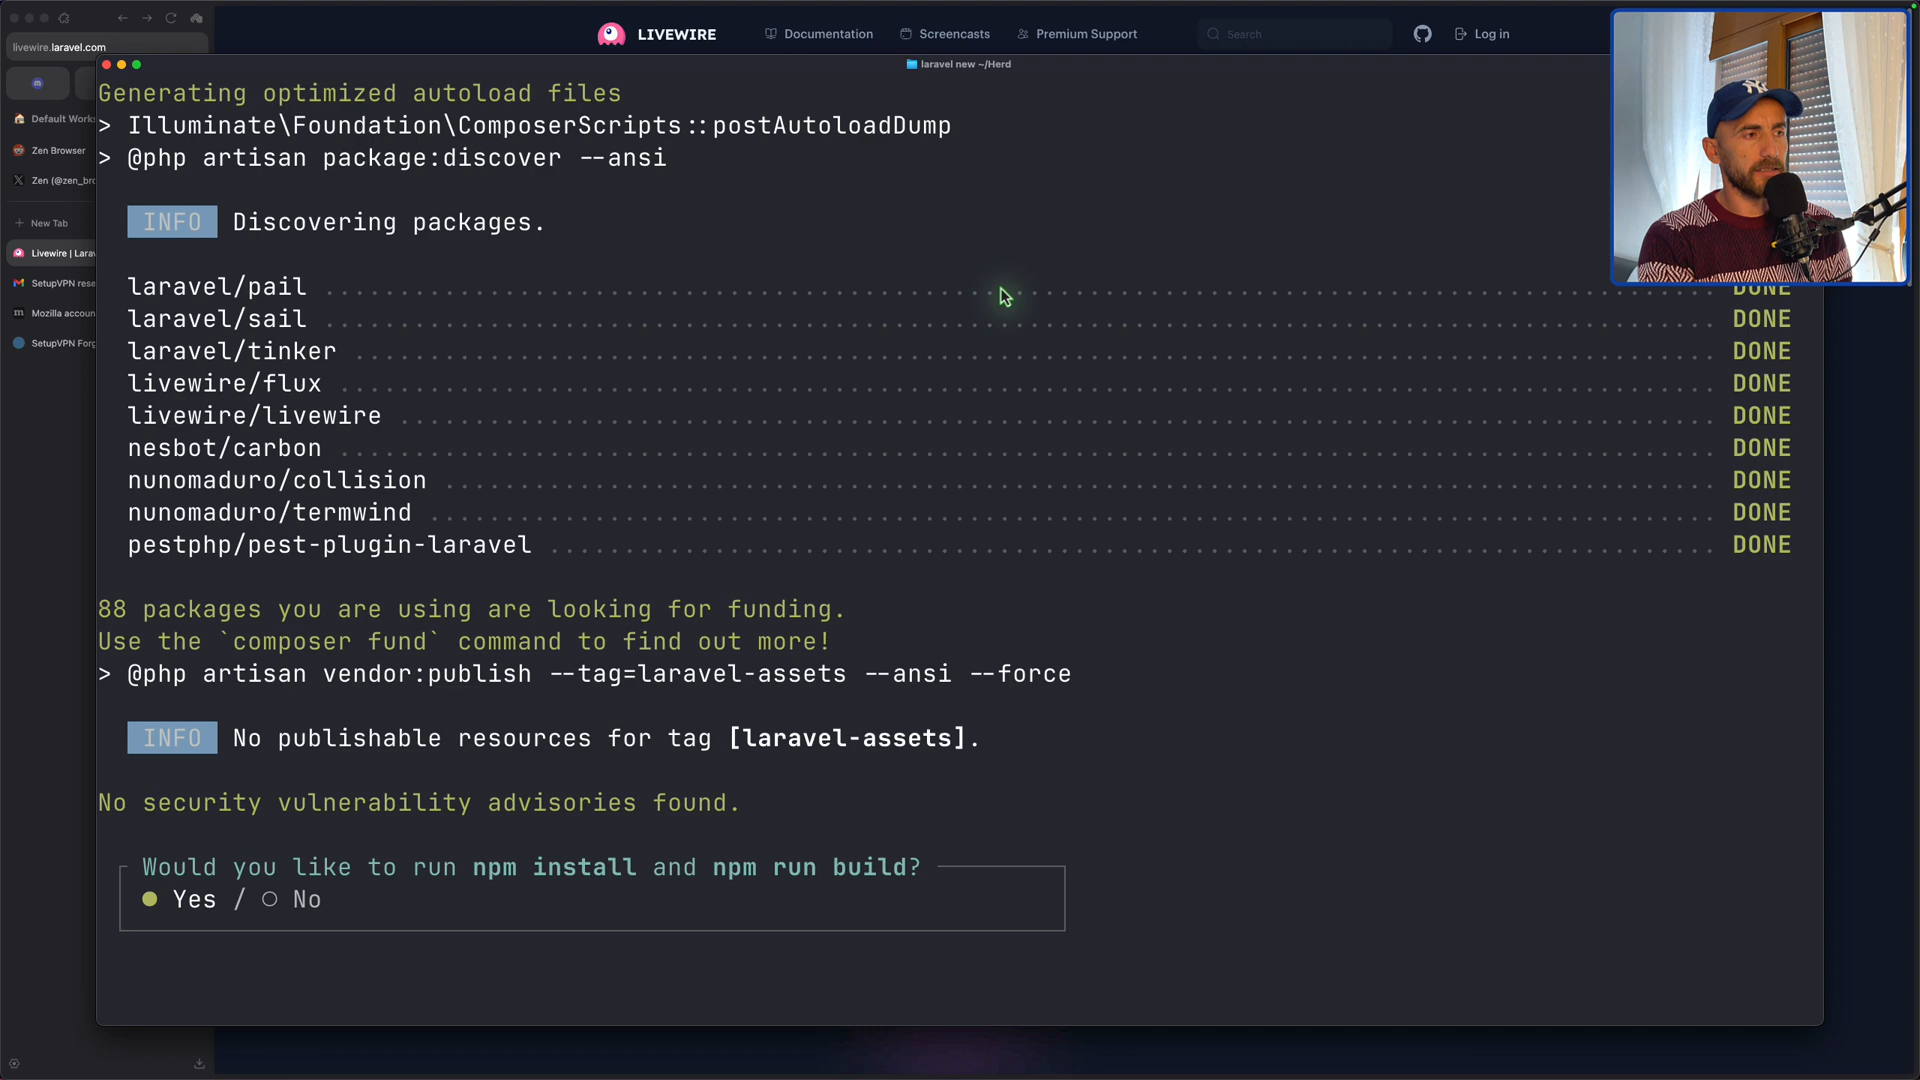 livewire.laravel.com
LIVEWIRE
Documentation
Screencasts
Premium Support
Search
Log in
laravel new ~/Herd
Default Works
Zen Browser
Zen (@zen_bro
New Tab
Livewire | Lara
SetupVPN rese
Mozilla accoun
SetupVPN Forg
Generating optimized autoload files
> Illuminate\Foundation\ComposerScripts::postAutoloadDump
> @php artisan package:discover --ansi
INFO Discovering packages.
laravel/pail DONE
laravel/sail DONE
laravel/tinker DONE
livewire/flux DONE
livewire/livewire DONE
nesbot/carbon DONE
nunomaduro/collision DONE
nunomaduro/termwind DONE
pestphp/pest-plugin-laravel DONE
88 packages you are using are looking for funding.
Use the `composer fund` command to find out more!
> @php artisan vendor:publish --tag=laravel-assets --ansi --force
INFO No publishable resources for tag [laravel-assets].
No security vulnerability advisories found.
Would you like to run npm install and npm run build?
● Yes / ○ No